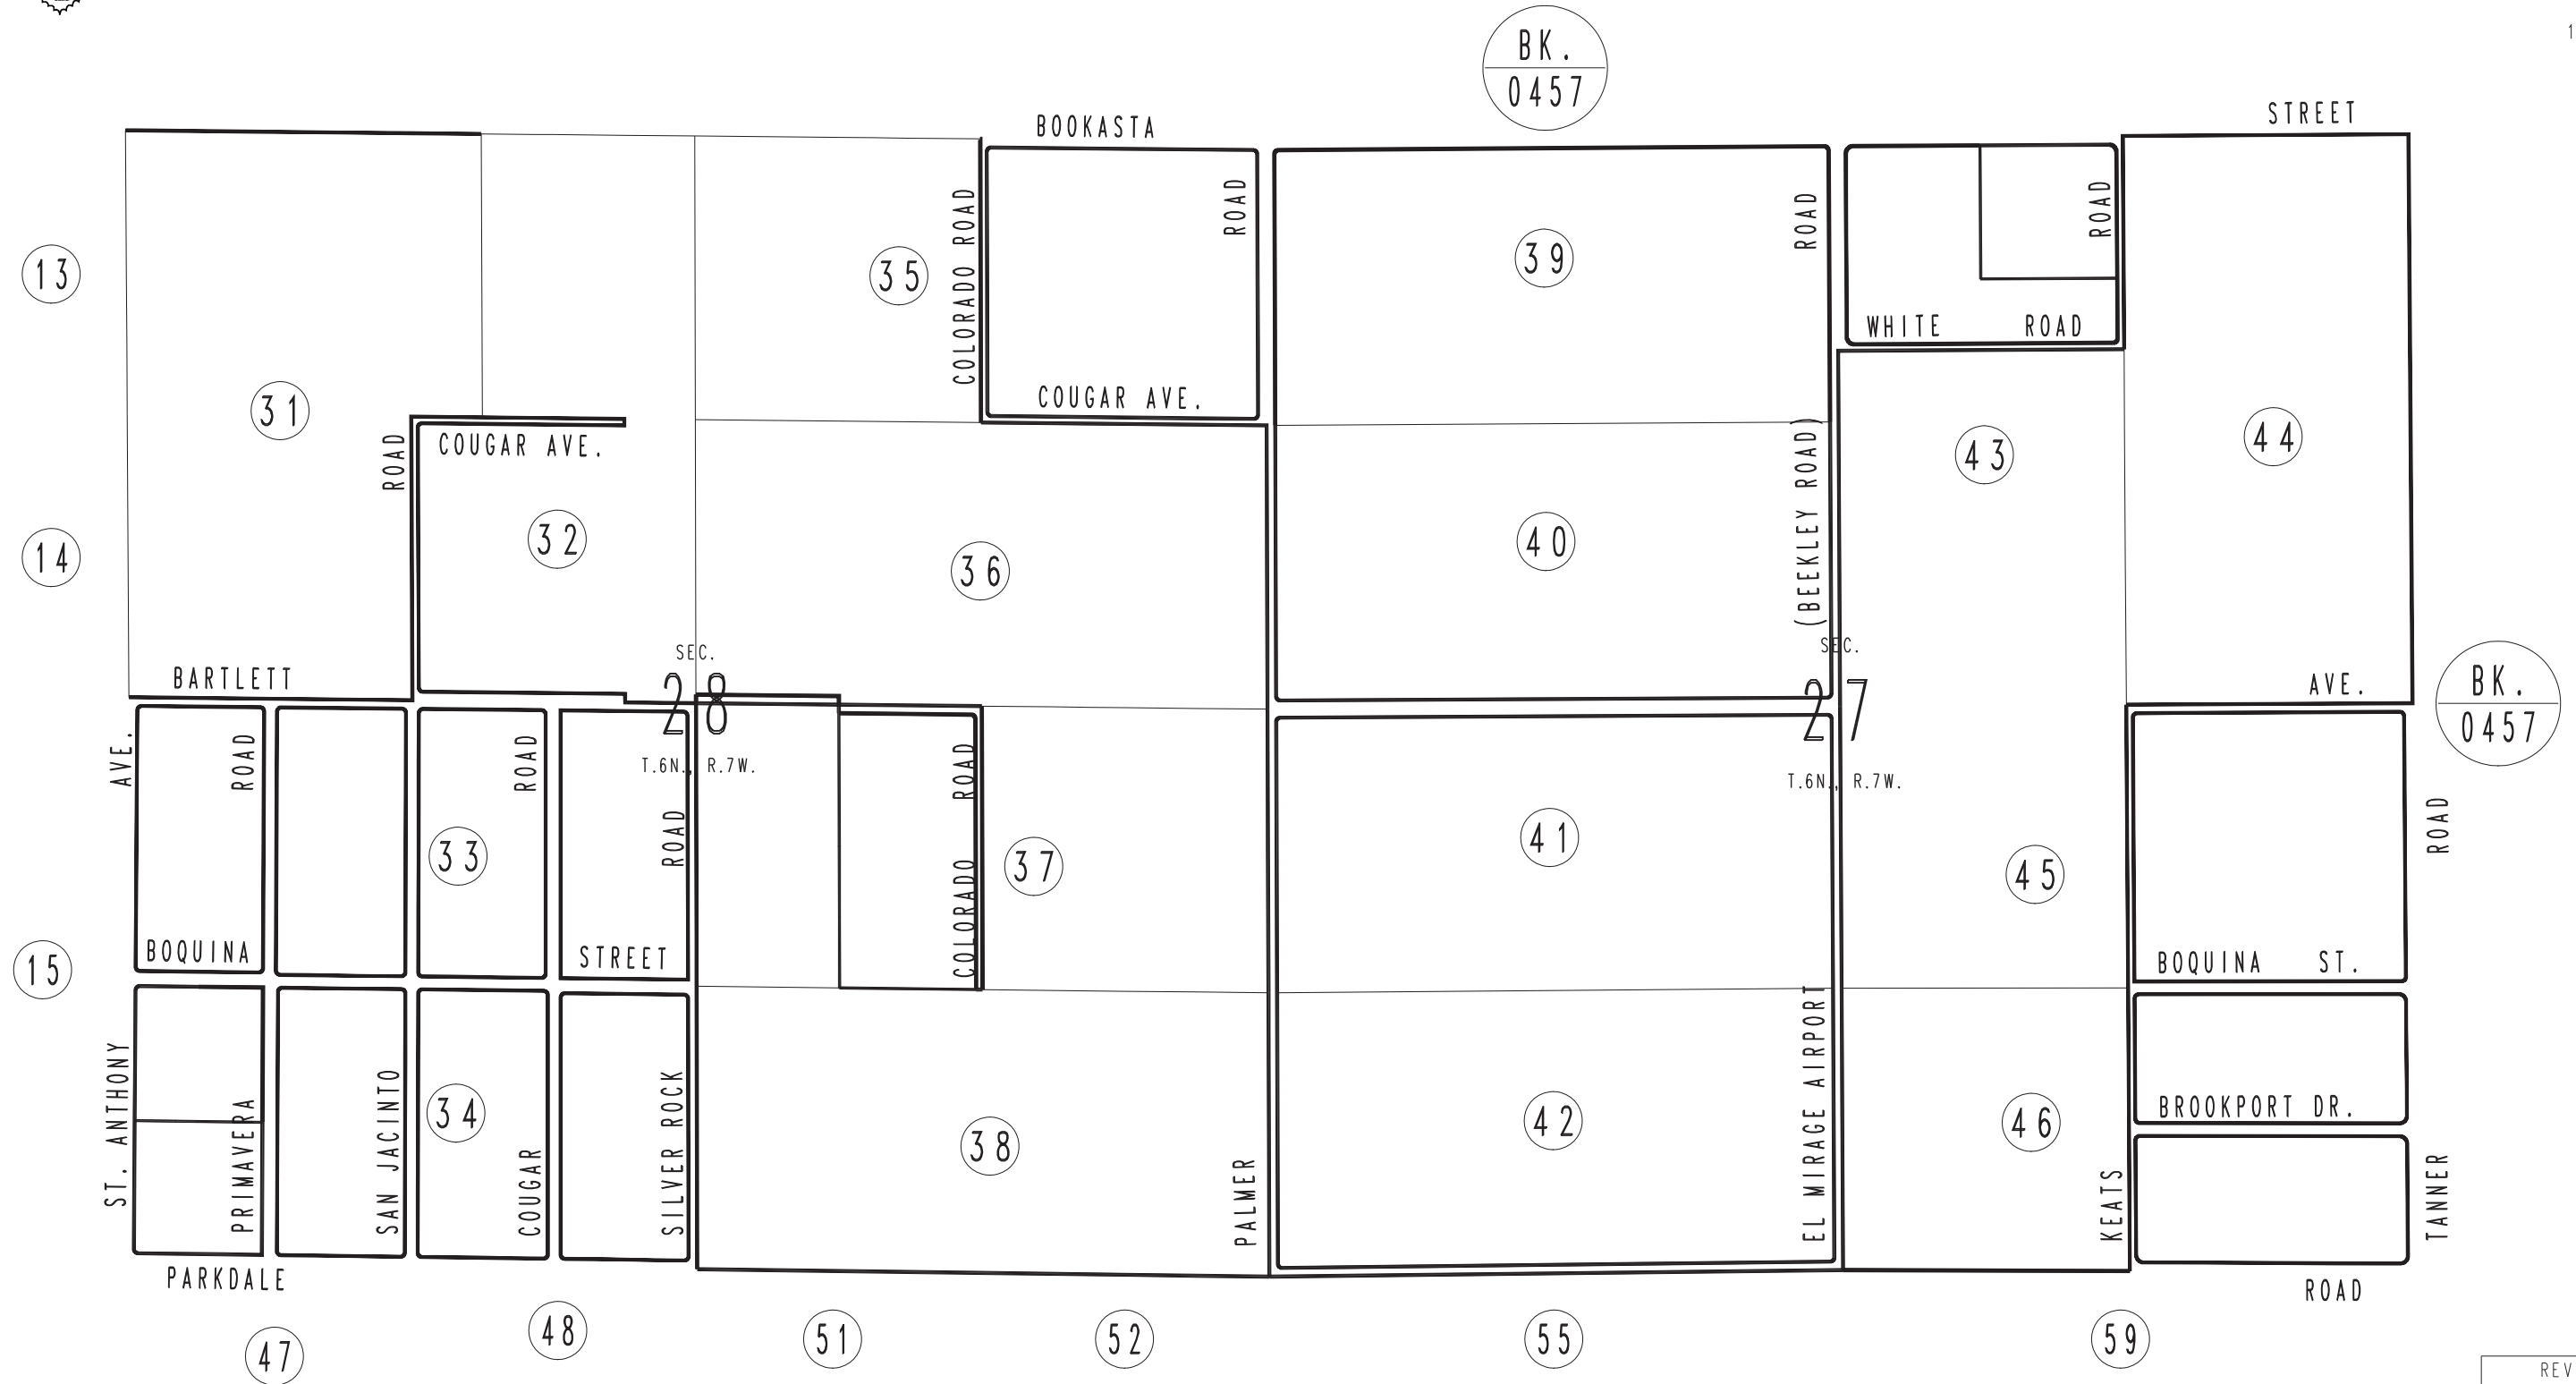 1
BK.
0457
STREET
BOOKASTA
13
35
COLORADO ROAD
ROAD
39
ROAD
ROAD
WHITE ROAD
COUGAR AVE.
31
ROAD
COUGAR AVE.
43
44
14
32
36
40
(BEEKLEY ROAD)
SEC.
28
T.6N., R.7W.
SEC.
27
T.6N., R.7W.
BARTLETT
AVE.
BK.
0457
AVE.
ROAD
ROAD
ROAD
ROAD
ROAD
33
37
41
45
COLORADO
15
BOQUINA
STREET
BOQUINA ST.
ST. ANTHONY
PRIMAVERA
SAN JACINTO
34
COUGAR
SILVER ROCK
38
PALMER
42
EL MIRAGE AIRPORT
46
KEATS
BROOKPORT DR.
TANNER
PARKDALE
ROAD
47
48
51
52
55
59
REV